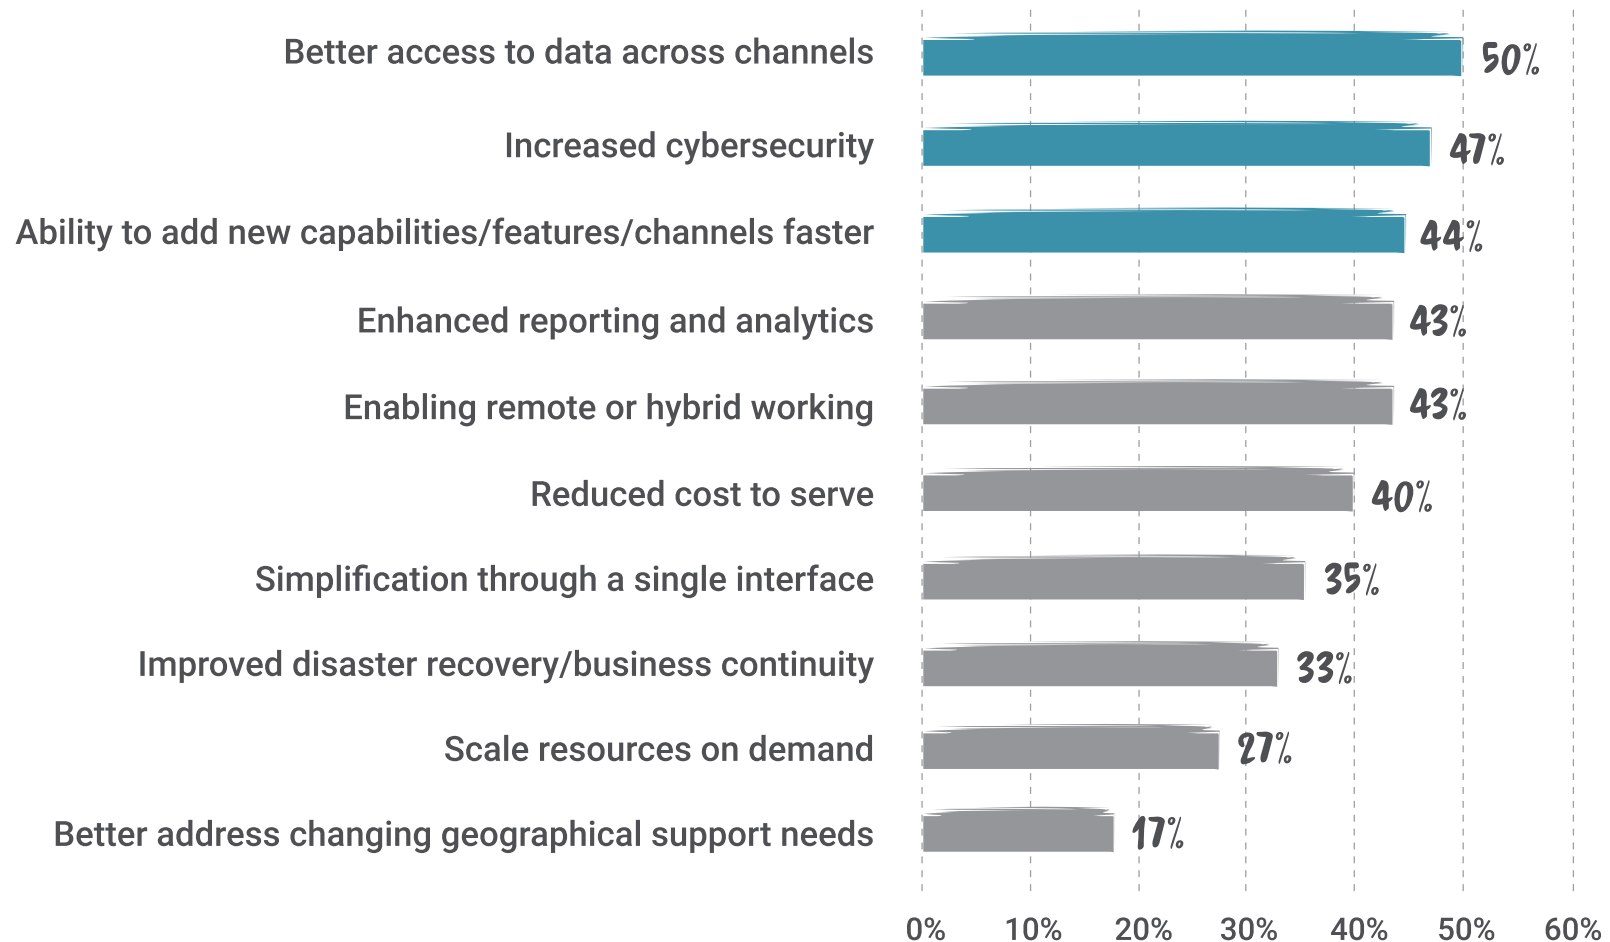 Better access to data across channels 50%
Increased cybersecurity 47%
Ability to add new capabilities/features/channels faster 44%
Enhanced reporting and analytics 43%
Enabling remote or hybrid working 43%
Reduced cost to serve 40%
Simplification through a single interface 35%
Improved disaster recovery/business continuity 33%
Scale resources on demand 27%
Better address changing geographical support needs 17%
0% 10% 20% 30% 40% 50% 60%